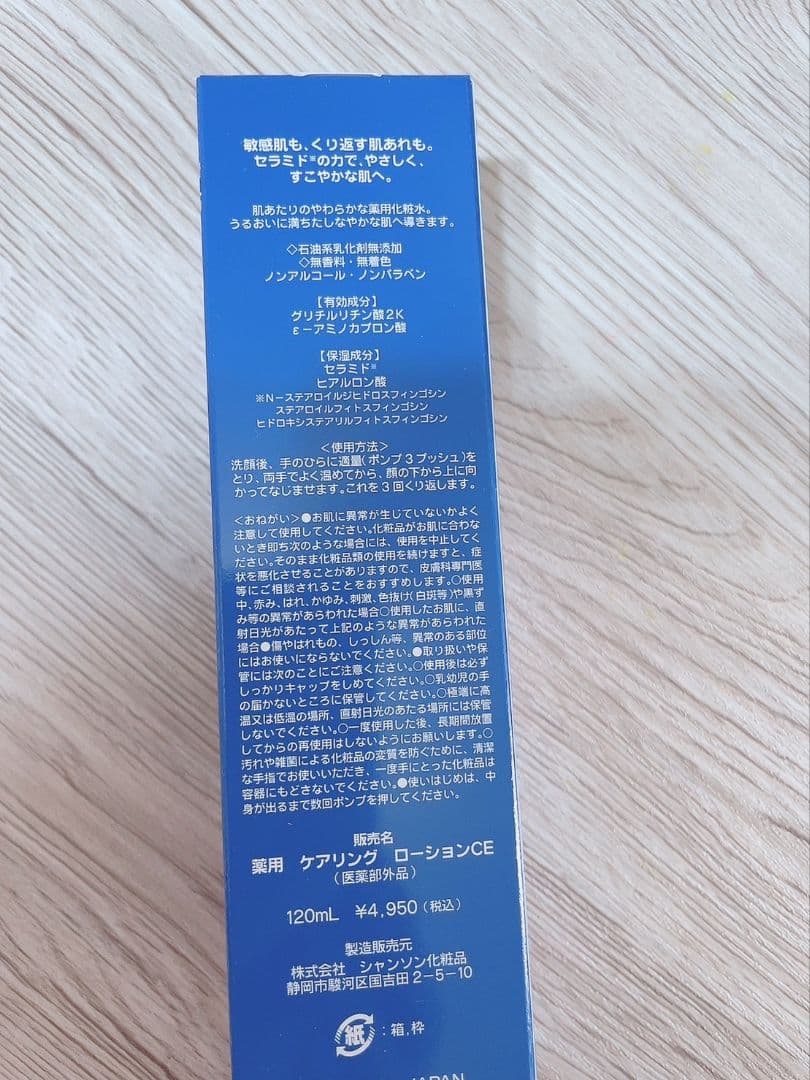 敏感肌も、くり返す肌あれも。
セラミド※の力で、やさしく、
すこやかな肌へ。
肌あたりのやわらかな薬用化粧水。
うるおいに満ちたしなやかな肌へ導きます。
◇石油系乳化剤無添加
◇無香料・無着色
ノンアルコール・ノンパラベン
【有効成分】
グリチルリチン酸2K
ε－アミノカプロン酸
【保湿成分】
セラミド※
ヒアルロン酸
※N－ステアロイルジヒドロスフィンゴシン
ステアロイルフィトスフィンゴシン
ヒドロキシステアリルフィトスフィンゴシン
＜使用方法＞
洗顔後、手のひらに適量（ポンプ3プッシュ）を
とり、両手でよく温めてから、顔の下から上に向
かってなじませます。これを3回くり返します。
＜おねがい＞●お肌に異常が生じていないかよく
注意して使用してください。化粧品がお肌に合わな
いとき即ち次のような場合には、使用を中止してく
ださい。そのまま化粧品類の使用を続けますと、症
状を悪化させることがありますので、皮膚科専門医
等にご相談されることをおすすめします。○使用
中、赤み、はれ、かゆみ、刺激、色抜け（白斑等）や黒ず
み等の異常があらわれた場合○使用したお肌に、直
射日光があたって上記のような異常があらわれた
場合●傷やはれもの、しっしん等、異常のある部位
にはお使いにならないでください。●取り扱いや保
管には次のことにご注意ください。○使用後は必ず
しっかりキャップをしめてください。○乳幼児の手
の届かないところに保管してください。○極端に高
温又は低温の場所、直射日光のあたる場所には保管
しないでください。○一度使用した後、長期間放置
してからの再使用はしないようにお願いします。○
汚れや雑菌による化粧品の変質を防ぐために、清潔
な手指でお使いいただき、一度手にとった化粧品は
容器にもどさないでください。●使いはじめは、中
身が出るまで数回ポンプを押してください。
販売名
薬用　ケアリング　ローションCE
（医薬部外品）
120mL　¥4,950（税込）
製造販売元
株式会社　シャンソン化粧品
静岡市駿河区国吉田2－5－10
紙：箱，枠
JAPAN